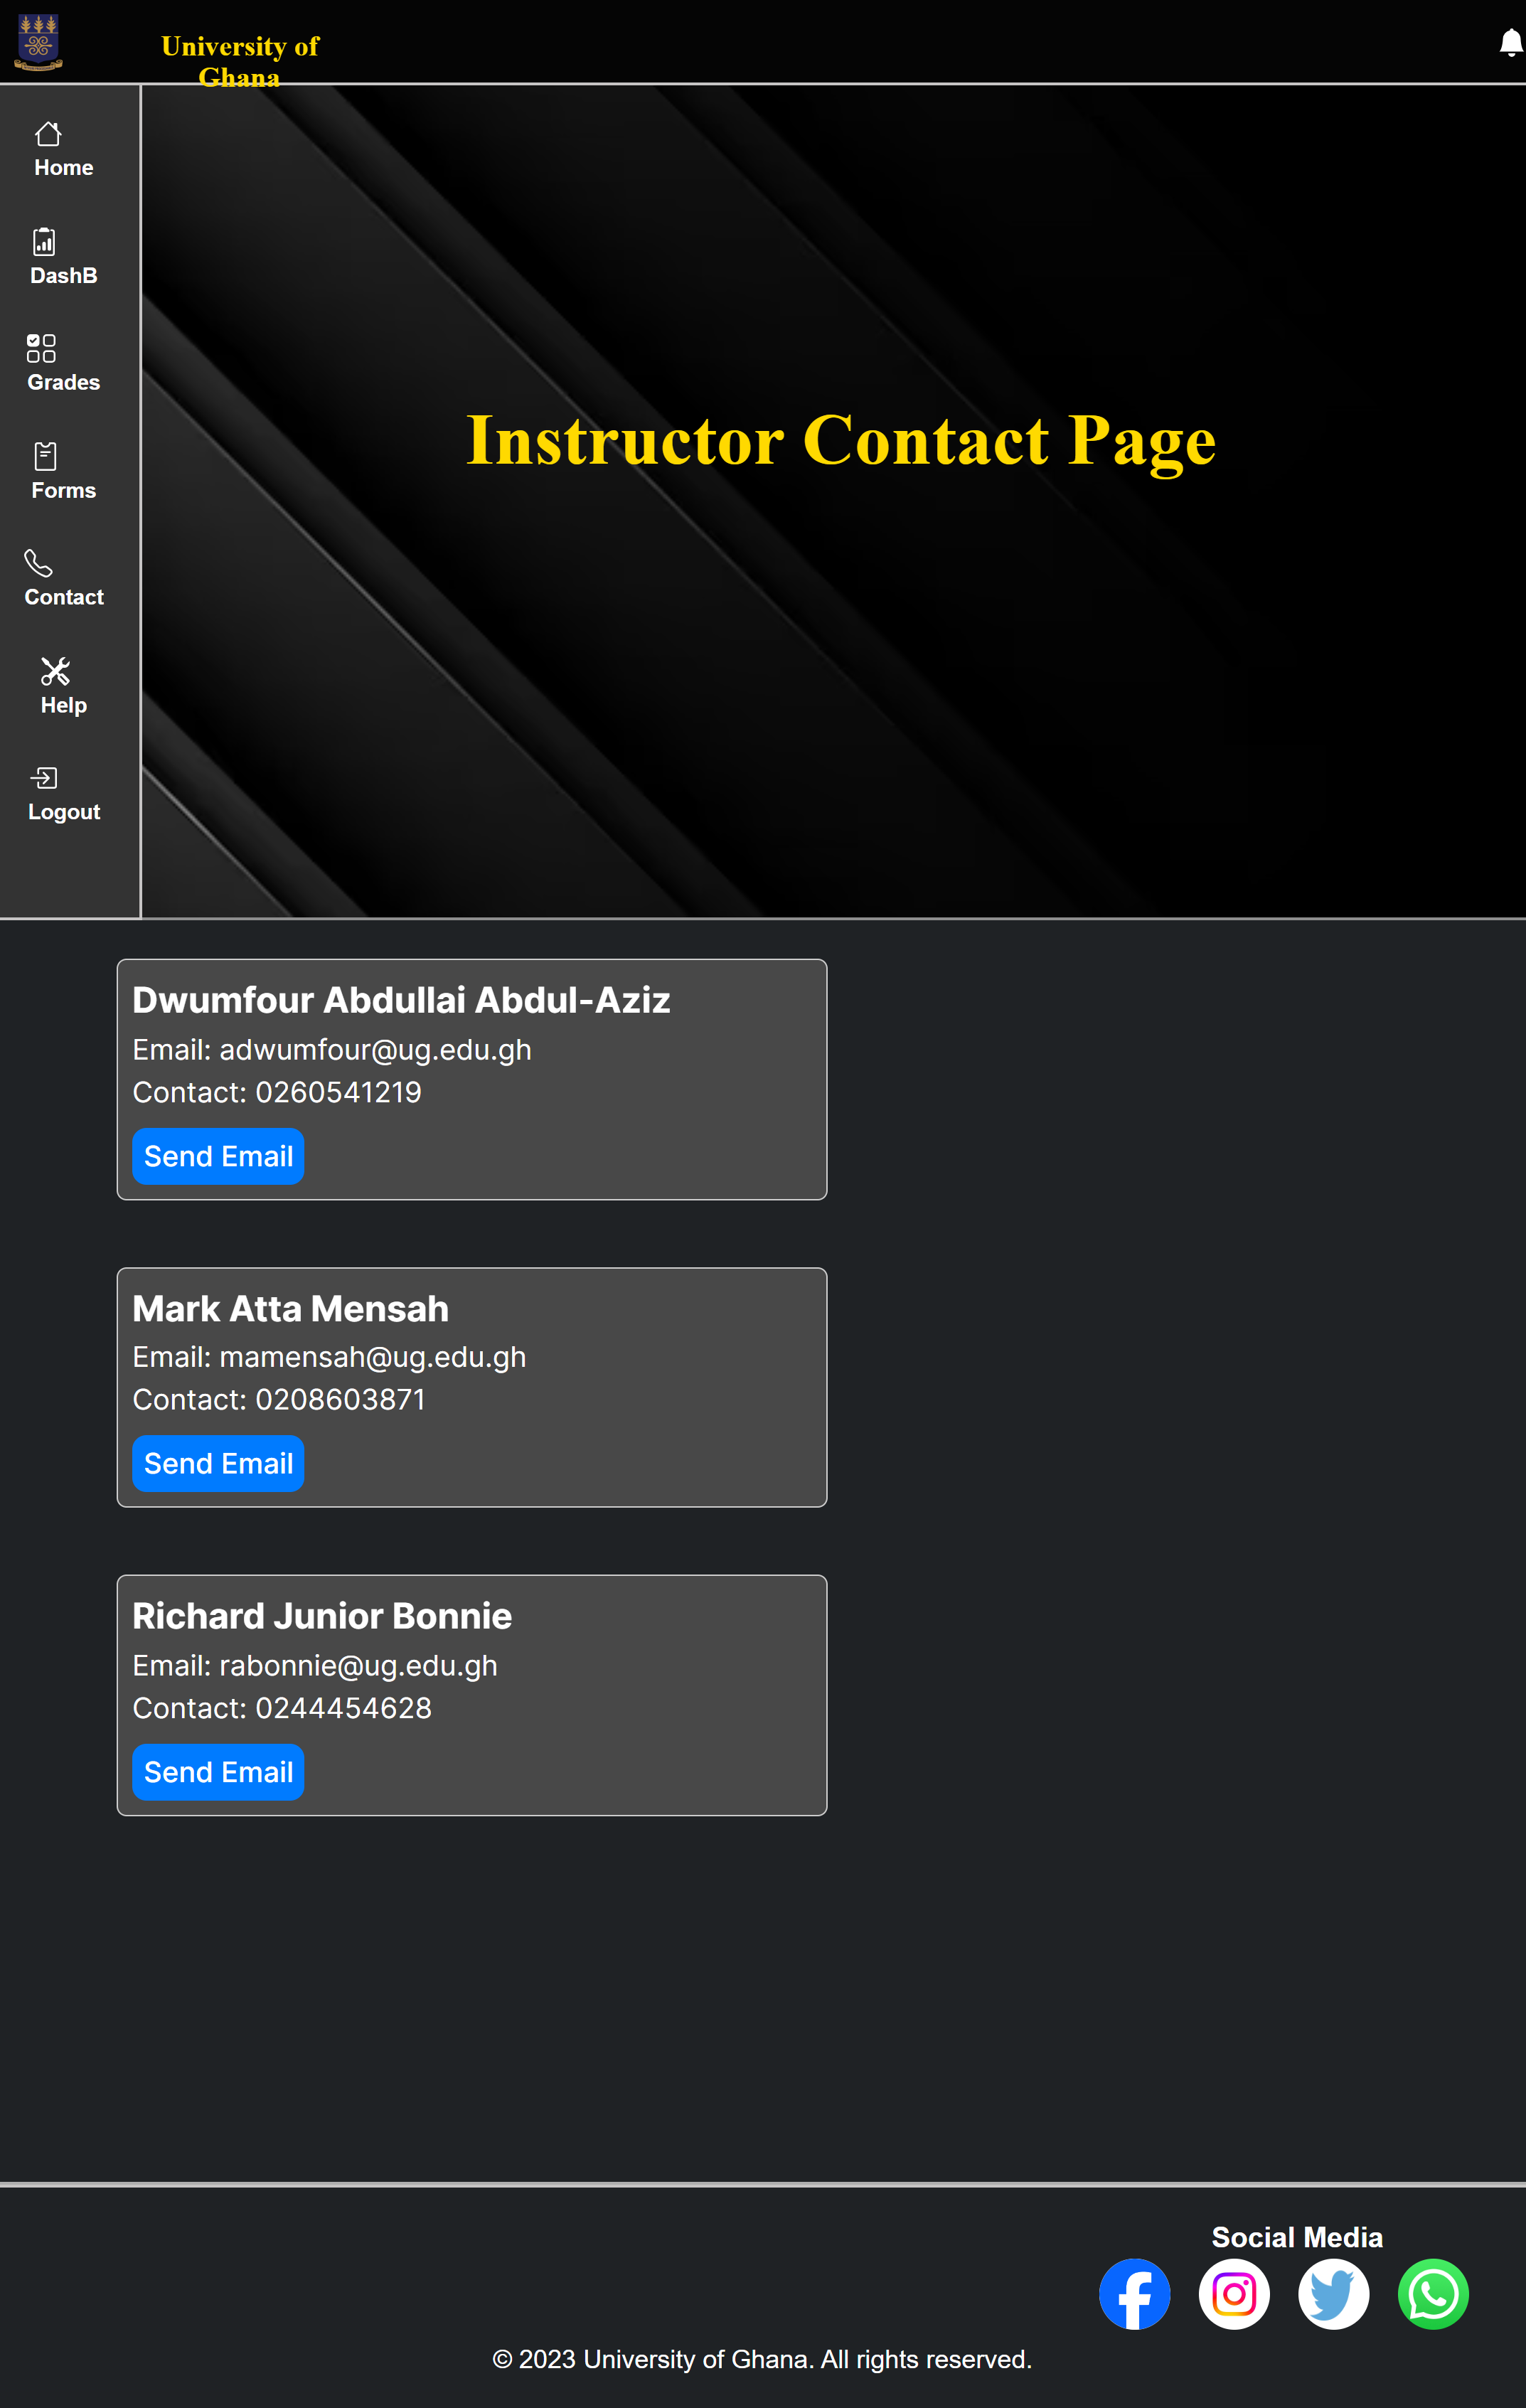 University of
Ghana
Home
DashB
Grades
Forms
Contact
Help
Logout
Instructor Contact Page
Dwumfour Abdullai Abdul-Aziz
Email: adwumfour@ug.edu.gh
Contact: 0260541219
Send Email
Mark Atta Mensah
Email: mamensah@ug.edu.gh
Contact: 0208603871
Send Email
Richard Junior Bonnie
Email: rabonnie@ug.edu.gh
Contact: 0244454628
Send Email
Social Media
© 2023 University of Ghana. All rights reserved.